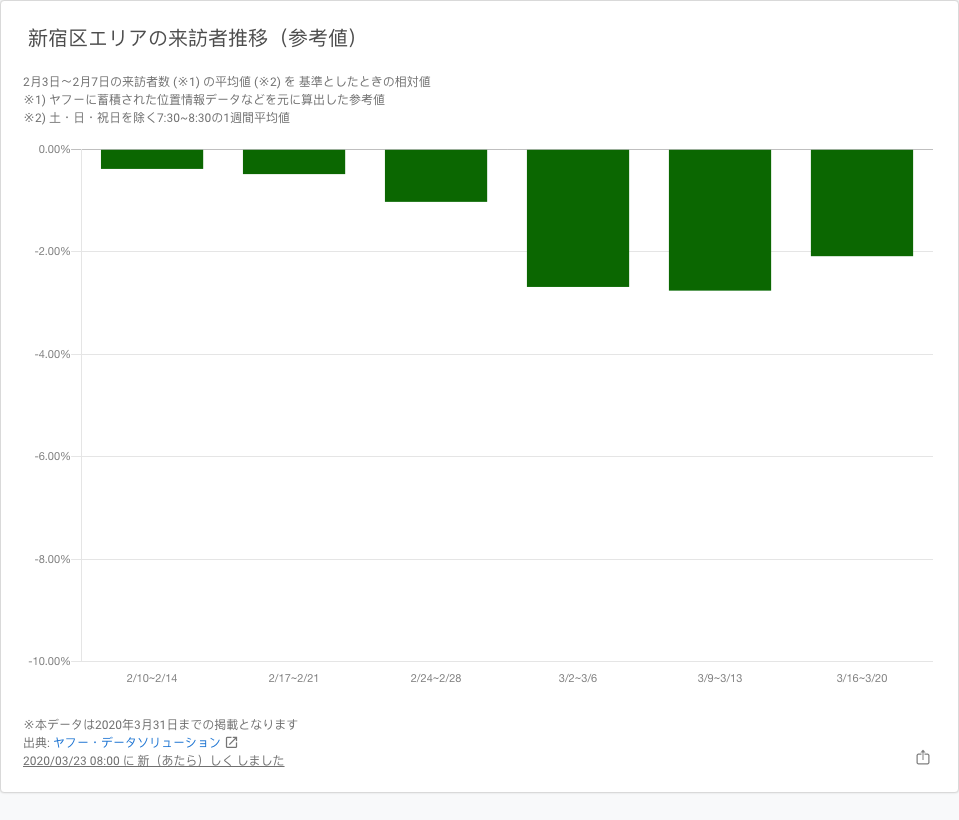 新宿区エリアの来訪者推移（参考値）
2月3日～2月7日の来訪者数 (※1) の平均値 (※2) を 基準としたときの相対値
※1) ヤフーに蓄積された位置情報データなどを元に算出した参考値
※2) 土・日・祝日を除く7:30~8:30の1週間平均値
0.00%
-2.00%
-4.00%
-6.00%
-8.00%
-10.00%
2/10~2/14 2/17~2/21 2/24~2/28 3/2~3/6 3/9~3/13 3/16~3/20
※本データは2020年3月31日までの掲載となります
出典: ヤフー・データソリューション
2020/03/23 08:00 に 新（あたら）しく しました